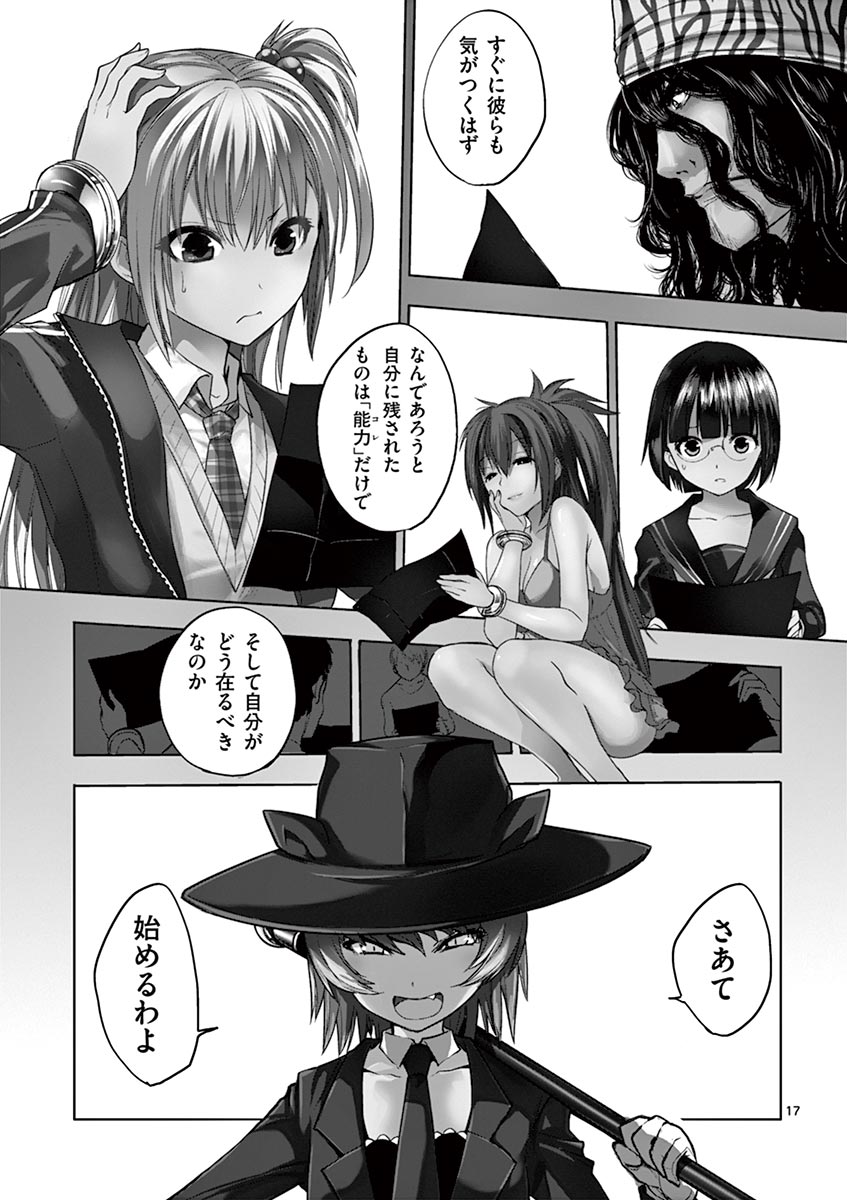 すぐに彼らも
気がつくはず
なんであろうと
自分に残された
ものは「能力」だけで
コレ
そして自分が
どう在るべき
なのか
さあて
始めるわよ
17